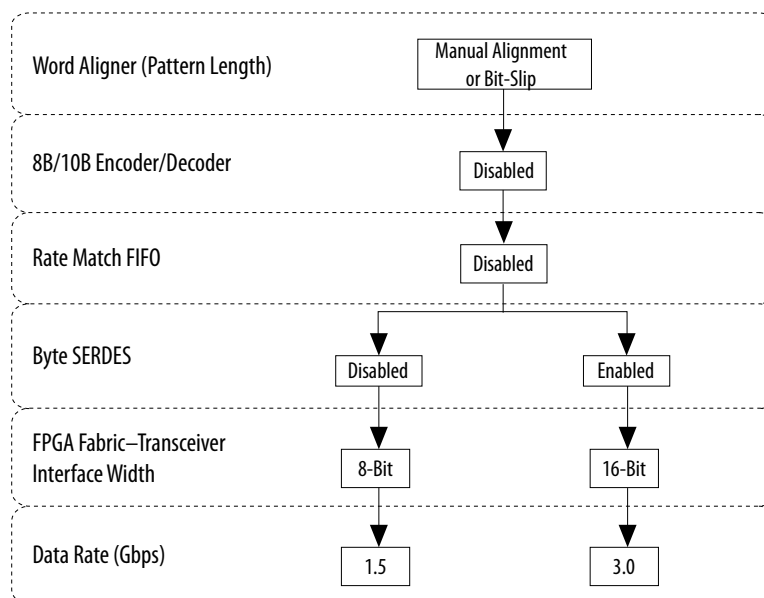 Word Aligner (Pattern Length)
Manual Alignment
or Bit-Slip
8B/10B Encoder/Decoder
Disabled
Rate Match FIFO
Disabled
Byte SERDES
Disabled
Enabled
FPGA Fabric–Transceiver
Interface Width
8-Bit
16-Bit
Data Rate (Gbps)
1.5
3.0